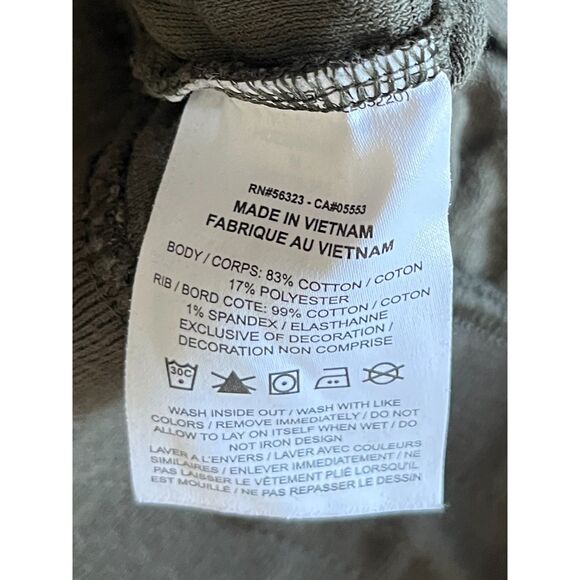 RN#56323 - CA#05553
MADE IN VIETNAM
FABRIQUE AU VIETNAM
BODY / CORPS: 83% COTTON / COTON
17% POLYESTER
RIB / BORD COTE: 99% COTTON / COTON
1% SPANDEX / ELASTHANNE
EXCLUSIVE OF DECORATION /
DECORATION NON COMPRISE
30C
WASH INSIDE OUT / WASH WITH LIKE
COLORS / REMOVE IMMEDIATELY / DO NOT
ALLOW TO LAY ON ITSELF WHEN WET / DO
NOT IRON DESIGN
LAVER A L'ENVERS / LAVER AVEC COULEURS
SIMILAIRES / ENLEVER IMMEDIATEMENT / NE
PAS LAISSER LE VÊTEMENT PLIÉ LORSQU'IL
EST MOUILLÉ / NE PAS REPASSER LE DESSIN